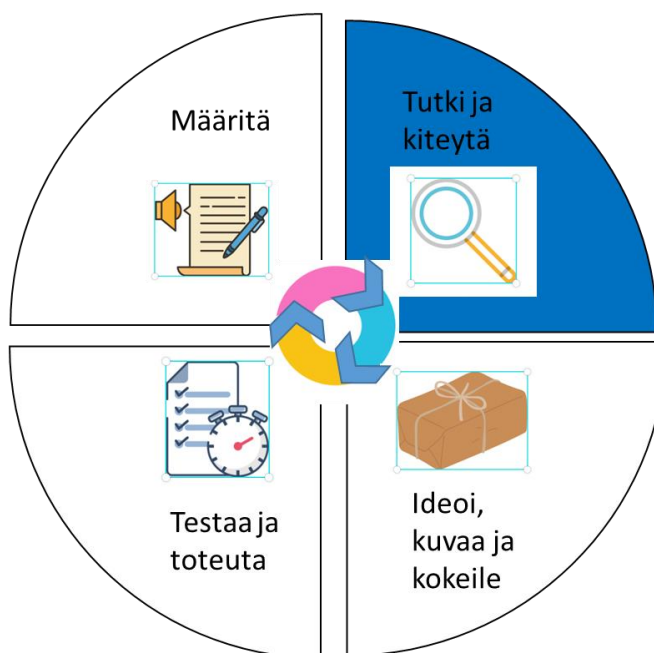 Määritä
Tutki ja
kiteytä
Testaa ja
toteuta
Ideoi,
kuvaa ja
kokeile